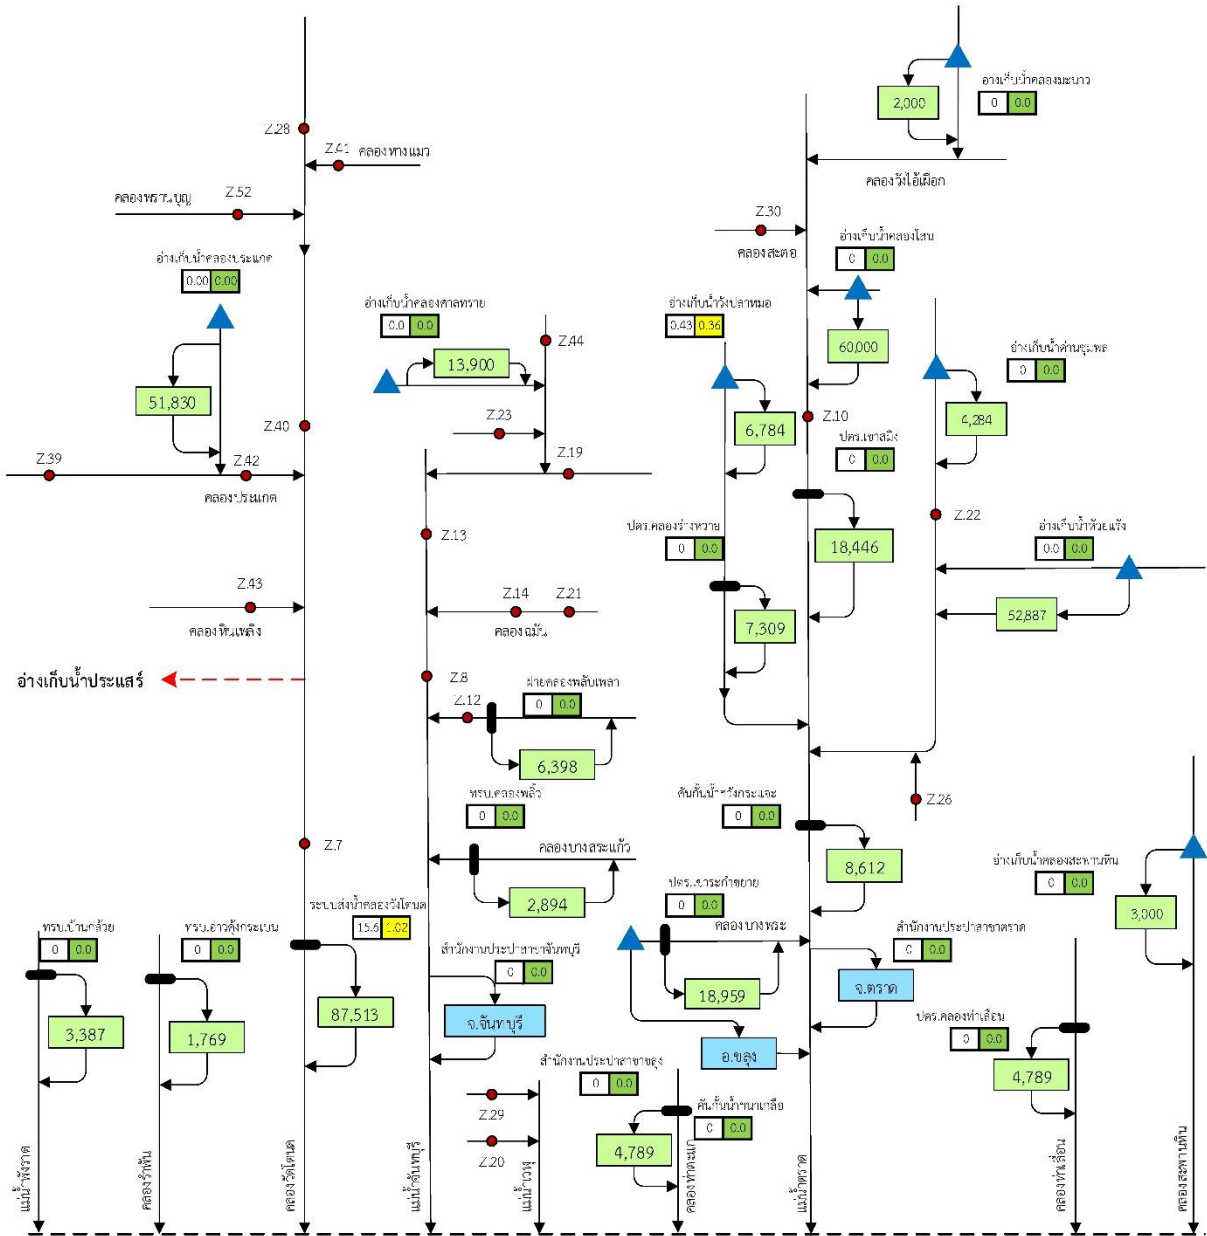 2,000
อางเก็บน้ำคลองมะนาว
0 0.0
Z.28
Z.41 คลองหางแมว
คลองวังไอ้เผือก
คลองพรานบุญ
Z.52
Z.30
คลองสะตอ
อ่างเก็บน้ำคลองโสน
0 0.0
อ่างเก็บน้ำคลองประแกต
0.00 0.00
อ่างเก็บน้ำคลองศาลทราย
0.0 0.0
อ่างเก็บน้ำวังปลาหมอ
0.43 0.36
Z.44
60,000
อ่างเก็บน้ำด่านชุมพล
0 0.0
13,900
51,830
Z.23
6,784
Z.10
4,284
Z.40
ปตร.เขาสมิง
0 0.0
Z.39
Z.42
Z.19
คลองประแกต
Z.13
ปตร.คลองร่างหวาย
0 0.0
18,446
Z.22
อ่างเก็บน้ำห้วยแร้ง
0.0 0.0
Z.43
Z.14 Z.21
คลองหินเพลิง
คลองฉมัน
7,309
52,887
อ่างเก็บน้ำประแสร์
Z.8
ฝายคลองพลับเพลา
0 0.0
Z.12
6,398
ทรบ.คลองพลิ้ว
0 0.0
คันกั้นน้ำฯวังกระแจะ
0 0.0
Z.26
Z.7
คลองบางสระแก้ว
2,894
8,612
อ่างเก็บน้ำคลองสะพานหิน
0 0.0
ปตร.เขาระกำขยาย
0 0.0
3,000
ระบบส่งน้ำคลองวังโตนด
15.6 1.02
ทรบ.บ้านกล้วย
0 0.0
ทรบ.อ่าวคุ้งกระเบน
0 0.0
คลองบางพระ
สำนักงานประปาสาขาจันทบุรี
0 0.0
สำนักงานประปาสาขาตราด
0 0.0
18,959
จ.ตราด
3,387
1,769
87,513
จ.จันทบุรี
ปตร.คลองท่าเลื่อน
0 0.0
อ.ขลุง
สำนักงานประปาสาขาขลุง
0 0.0
4,789
Z.29
คันกั้นน้ำฯนาเกลือ
0 0.0
Z.20
4,789
แม่น้ำพังราด
คลองรำพัน
คลองวัดโตนด
แม่น้ำจันทบุรี
แม่น้ำเวฬุ
แม่น้ำตราด
คลองท่าเลื่อน
คลองสะพานหิน